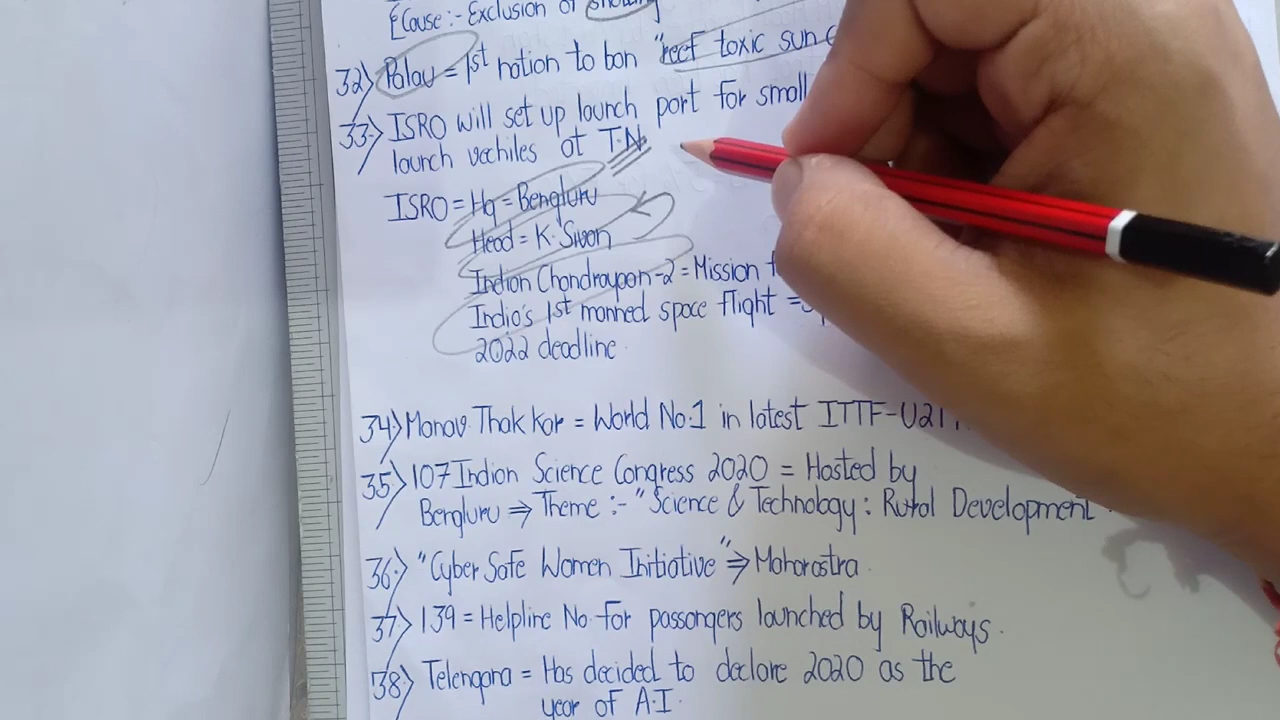 Cause :- Exclusion of
32) Palau = 1st nation to ban "reef toxic sun
33) ISRO will set up launch port for small
launch vechiles at T.N
ISRO = Hq = Bengluru
Head = K. Sivan
Indian Chandrayan-2 = Mission
India's 1st manned space flight =
2022 deadline
34) Manav Thakkar = World No.1 in latest ITTF-U21
35) 107 Indian Science Congress 2020 = Hosted by
Bengluru ⇒ Theme :- "Science & Technology : Rural Development
36) "Cyber Safe Women Initiative" ⇒ Maharastra.
37) 139 = Helpline No. for passangers launched by Railways.
38) Telengana = Has decided to declare 2020 as the
year of A.I.